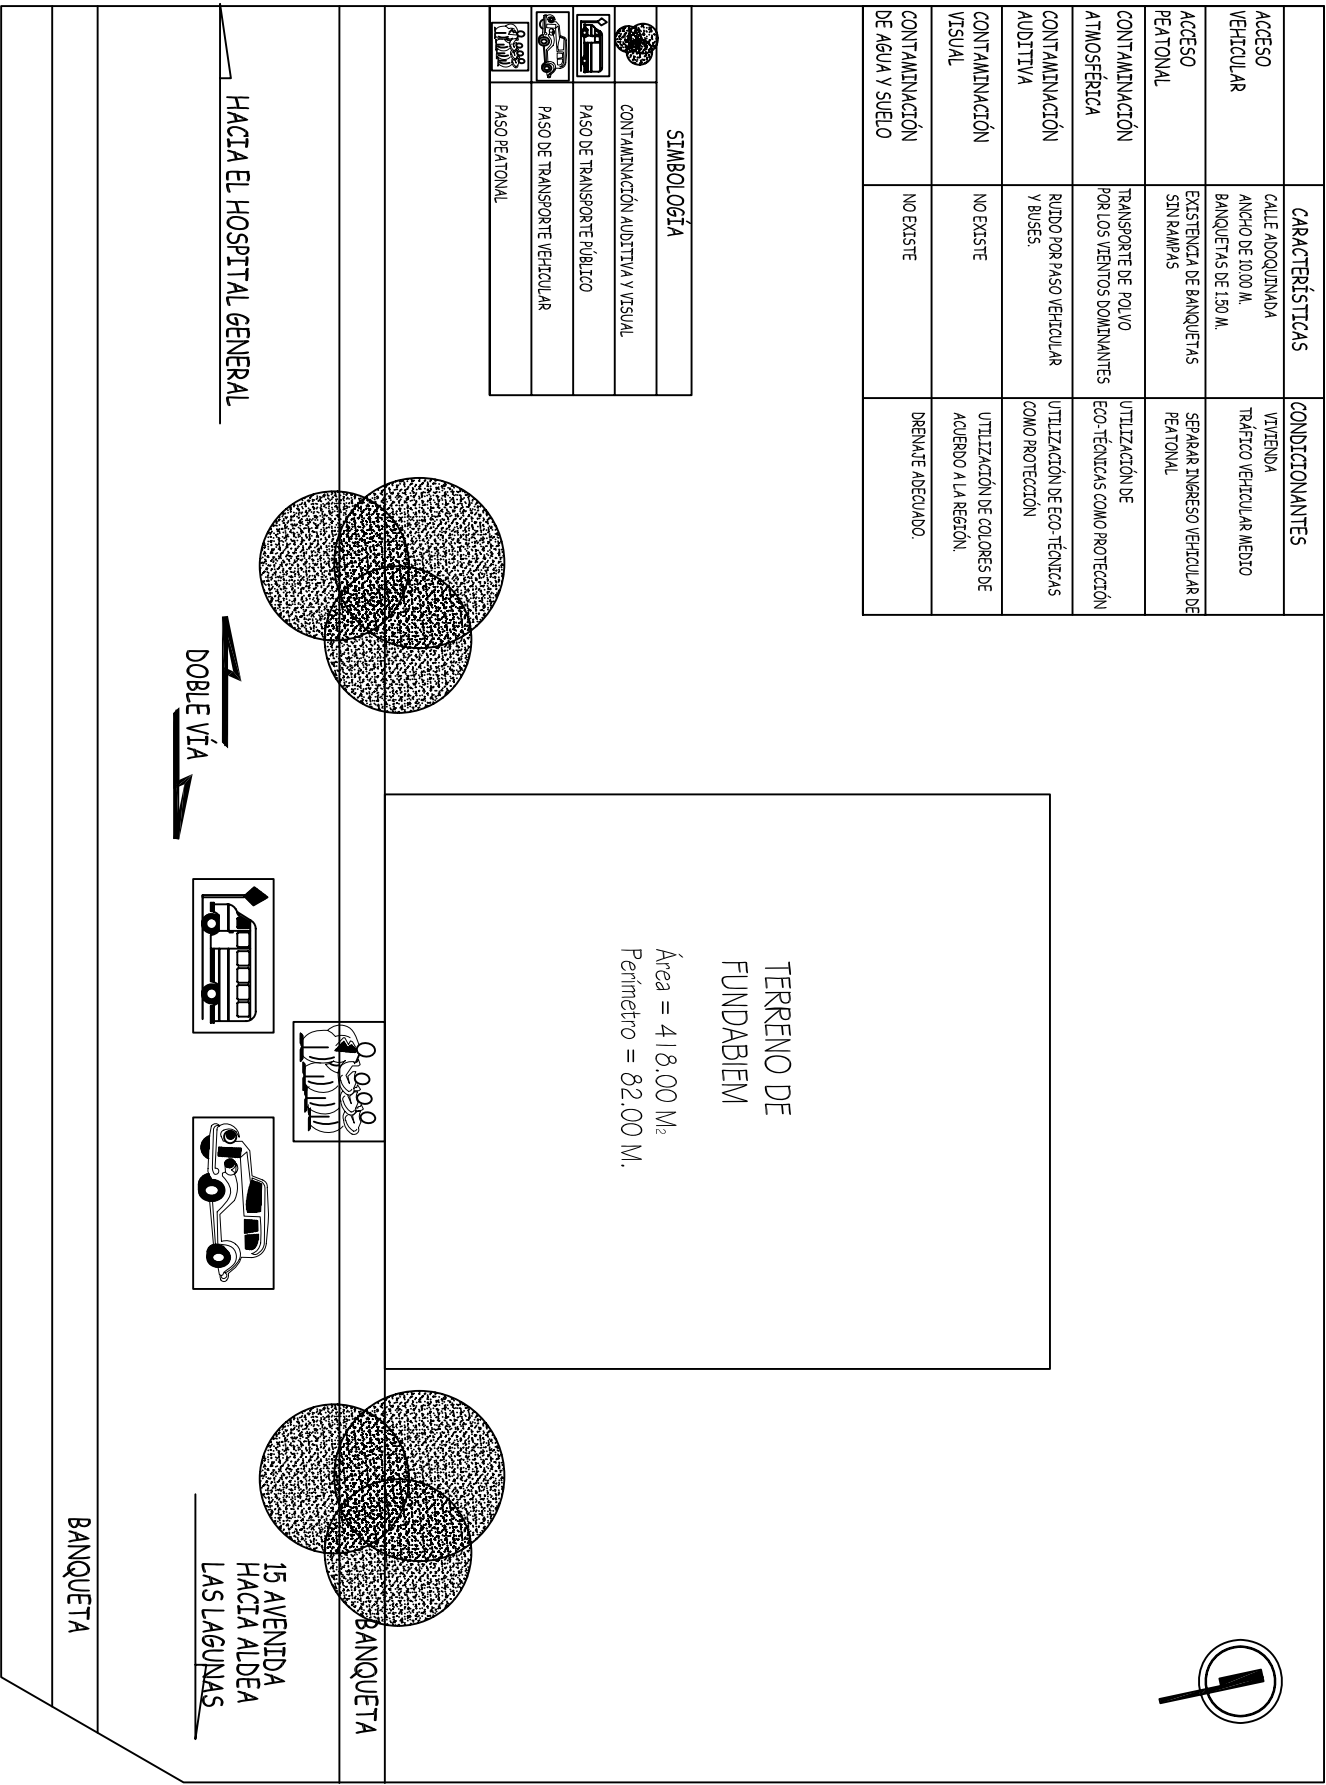 CARACTERÍSTICAS
CONDICIONANTES
ACCESO
VEHICULAR
CALLE ADOQUINADA
ANCHO DE 10.00 M.
BANQUETAS DE 1.50 M.
VIVIENDA
TRÁFICO VEHICULAR MEDIO
ACCESO
PEATONAL
EXISTENCIA DE BANQUETAS
SIN RAMPAS
SEPARAR INGRESO VEHICULAR DE
PEATONAL
CONTAMINACIÓN
ATMOSFÉRICA
TRANSPORTE DE POLVO
POR LOS VIENTOS DOMINANTES
UTILIZACIÓN DE
ECO-TÉCNICAS COMO PROTECCIÓN
CONTAMINACIÓN
AUDITIVA
RUIDO POR PASO VEHICULAR
Y BUSES.
UTILIZACIÓN DE ECO-TÉCNICAS
COMO PROTECCIÓN
CONTAMINACIÓN
VISUAL
NO EXISTE
UTILIZACIÓN DE COLORES DE
ACUERDO A LA REGIÓN.
CONTAMINACIÓN
DE AGUA Y SUELO
NO EXISTE
DRENAJE ADECUADO.
SIMBOLOGÍA
CONTAMINACIÓN AUDITIVA Y VISUAL
PASO DE TRANSPORTE PÚBLICO
PASO DE TRANSPORTE VEHICULAR
PASO PEATONAL
TERRENO DE
FUNDABIEM
Área = 418.00 M2
Perímetro = 82.00 M.
HACIA EL HOSPITAL GENERAL
DOBLE VÍA
BANQUETA
15 AVENIDA
HACIA ALDEA
LAS LAGUNAS
BANQUETA